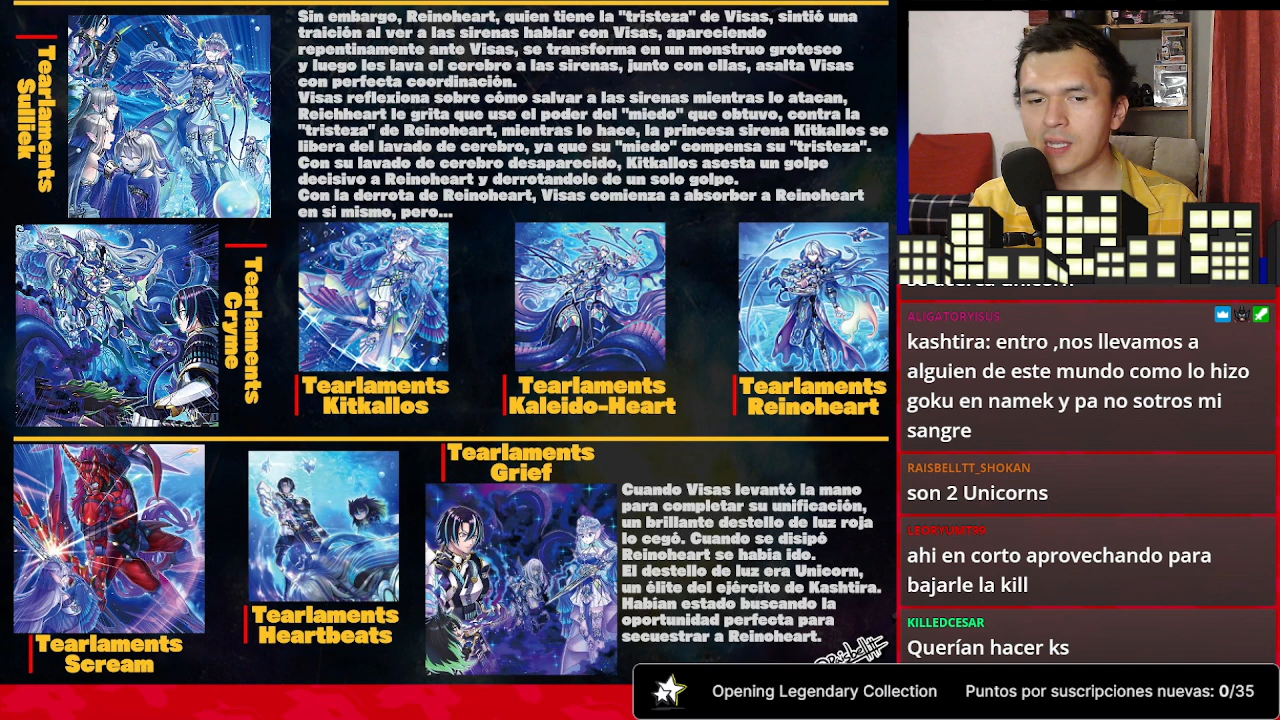 Tearlaments
Sulliek
Sin embargo, Reinoheart, quien tiene la "tristeza" de Visas, sintió una
traición al ver a las sirenas hablar con Visas, apareciendo
repentinamente ante Visas, se transforma en un monstruo grotesco
y luego les lava el cerebro a las sirenas, junto con ellas, asalta Visas
con perfecta coordinación.
Visas reflexiona sobre cómo salvar a las sirenas mientras lo atacan,
Reichheart le grita que use el poder del "miedo" que obtuvo, contra la
"tristeza" de Reinoheart, mientras lo hace, la princesa sirena Kitkallos se
libera del lavado de cerebro, ya que su "miedo" compensa su "tristeza".
Con su lavado de cerebro desaparecido, Kitkallos asesta un golpe
decisivo a Reinoheart y derrotandole de un solo golpe.
Con la derrota de Reinoheart, Visas comienza a absorber a Reinoheart
en si mismo, pero...
Tearlaments
Cryme
Tearlaments
Kitkallos
Tearlaments
Kaleido-Heart
Tearlaments
Reinoheart
Tearlaments
Scream
Tearlaments
Heartbeats
Tearlaments
Grief
Cuando Visas levantó la mano
para completar su unificación,
un brillante destello de luz roja
lo cegó. Cuando se disipó
Reinoheart se habia ido.
El destello de luz era Unicorn,
un élite del ejército de Kashtira.
Habían estado buscando la
oportunidad perfecta para
secuestrar a Reinoheart.
ALIGATORYISUS
kashtira: entro ,nos llevamos a
alguien de este mundo como lo hizo
goku en namek y pa no sotros mi
sangre
RAISBELLTT_SHOKAN
son 2 Unicorns
ahi en corto aprovechando para
bajarle la kill
KILLEDCESAR
Querían hacer ks
Opening Legendary Collection
Puntos por suscripciones nuevas: 0/35